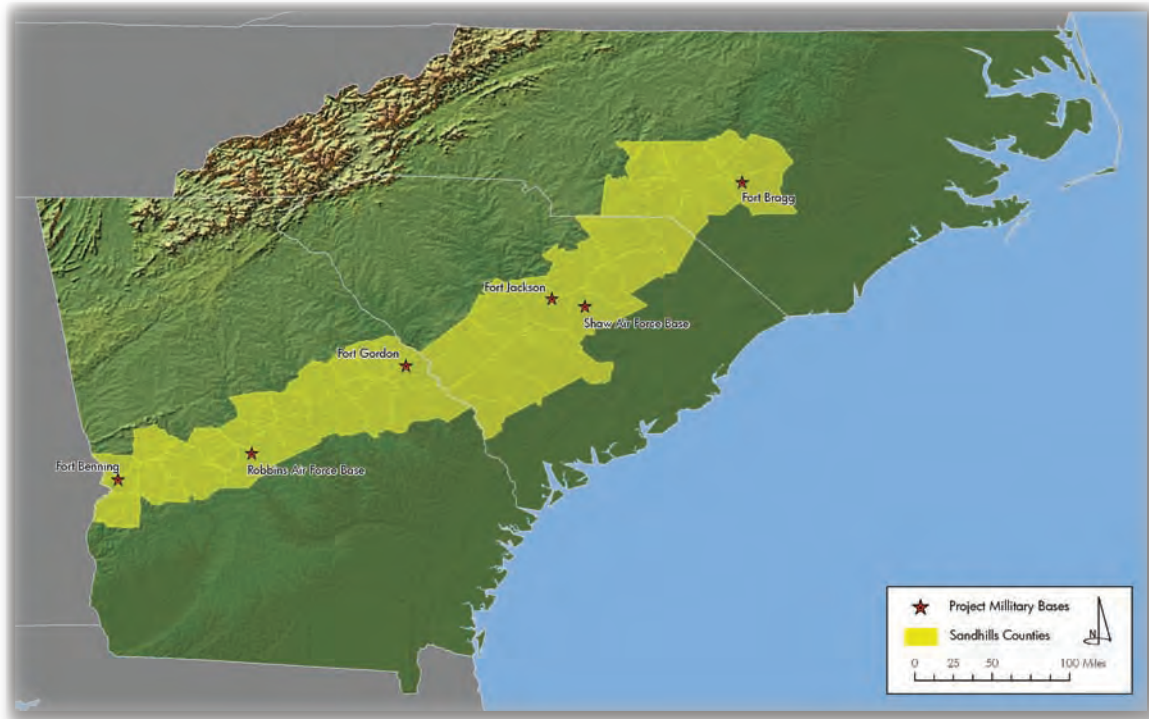 Fort Bragg
Fort Jackson
Shaw Air Force Base
Fort Gordon
Fort Benning
Robbins Air Force Base
Project Millitary Bases
Sandhills Counties
N
0 25 50 100 Miles